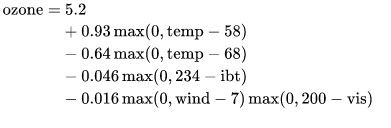 ozone = 5.2
+ 0.93 max(0, temp − 58)
− 0.64 max(0, temp − 68)
− 0.046 max(0, 234 − ibt)
− 0.016 max(0, wind − 7) max(0, 200 − vis)